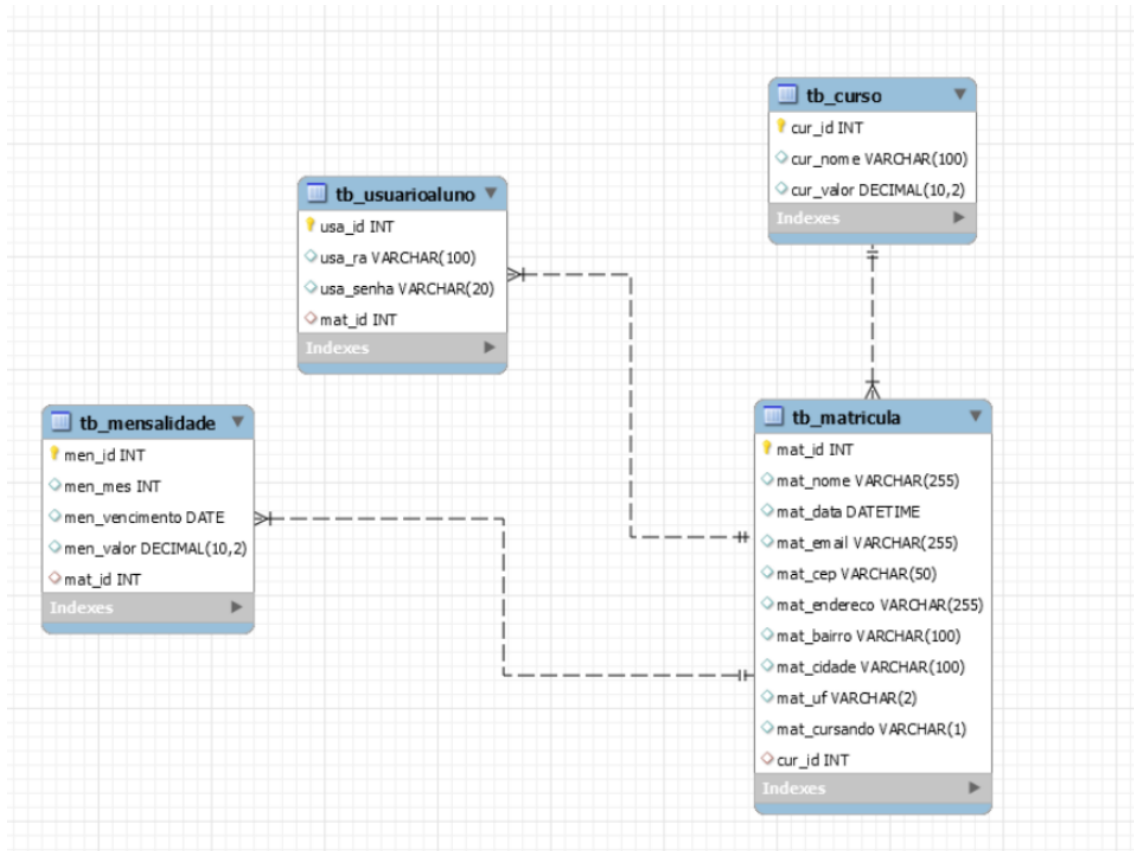 tb_curso
cur_id INT
cur_nome VARCHAR(100)
cur_valor DECIMAL(10,2)
Indexes
tb_usuarioaluno
usa_id INT
usa_ra VARCHAR(100)
usa_senha VARCHAR(20)
mat_id INT
Indexes
tb_mensalidade
men_id INT
men_mes INT
men_vencimento DATE
men_valor DECIMAL(10,2)
mat_id INT
Indexes
tb_matricula
mat_id INT
mat_nome VARCHAR(255)
mat_data DATETIME
mat_email VARCHAR(255)
mat_cep VARCHAR(50)
mat_endereco VARCHAR(255)
mat_bairro VARCHAR(100)
mat_cidade VARCHAR(100)
mat_uf VARCHAR(2)
mat_cursando VARCHAR(1)
cur_id INT
Indexes